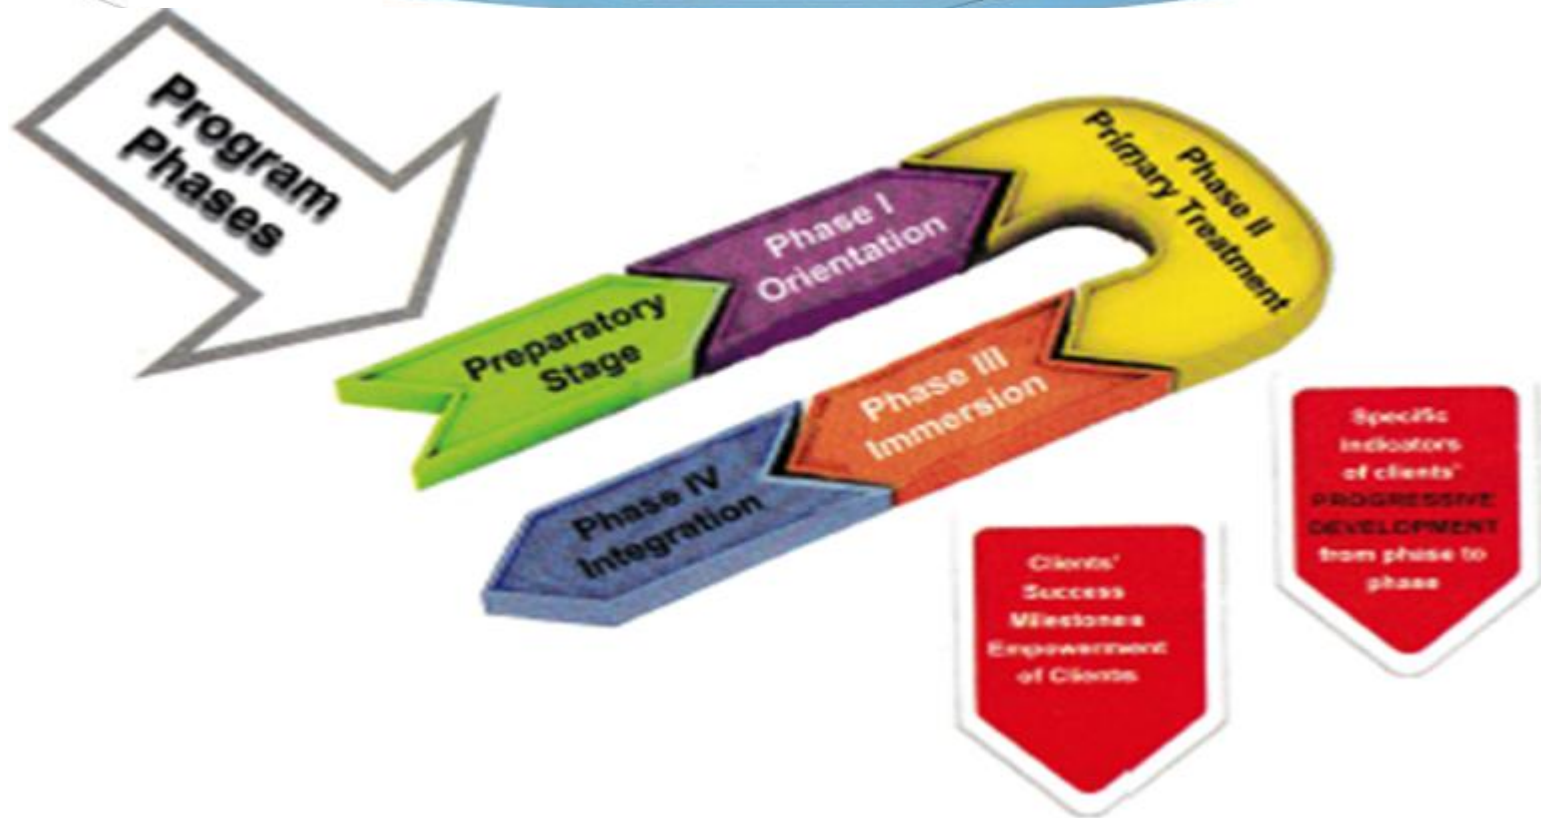 Program
Phases
Preparatory
Stage
Phase I
Orientation
Phase II
Primary Treatment
Phase III
Immersion
Phase IV
Integration
Clients'
Success
Milestones
Empowerment
of Clients
Specific
indicators
of clients'
PROGRESSIVE
DEVELOPMENT
from phase to
phase